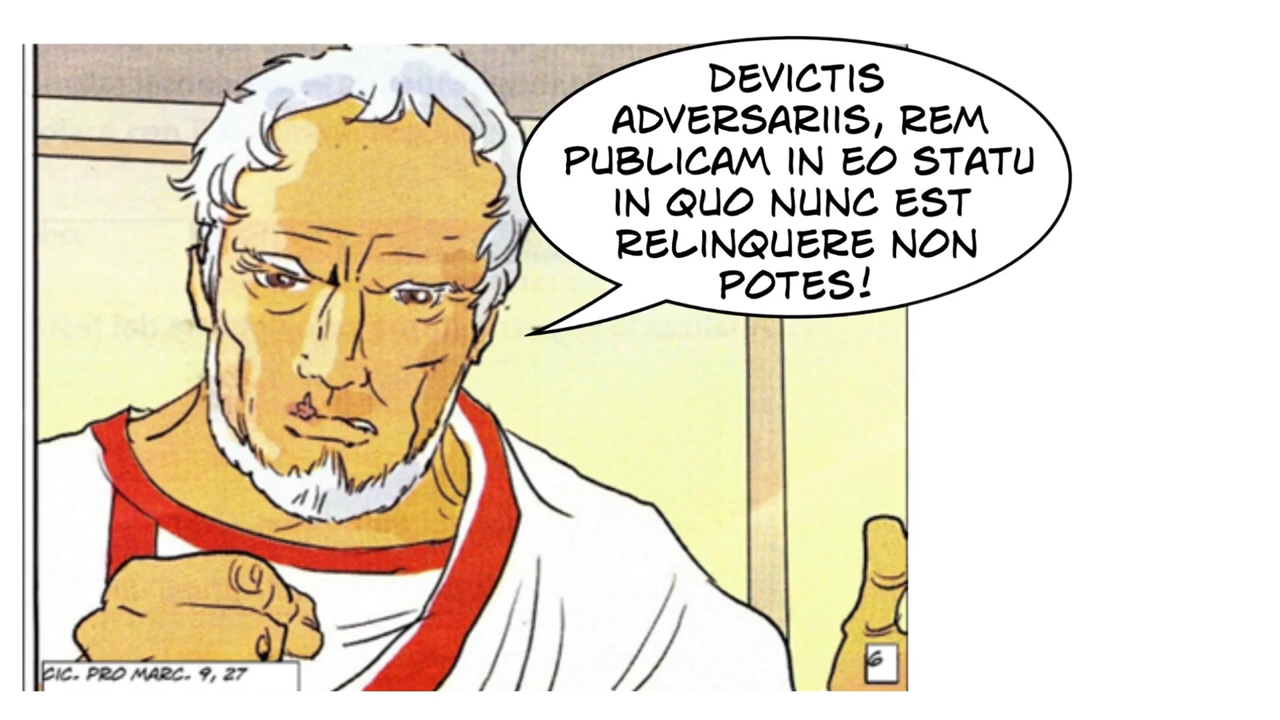 DEVICTIS
ADVERSARIIS, REM
PUBLICAM IN EO STATU
IN QUO NUNC EST
RELINQUERE NON
POTES!
CIC. PRO MARC. 9, 27
6